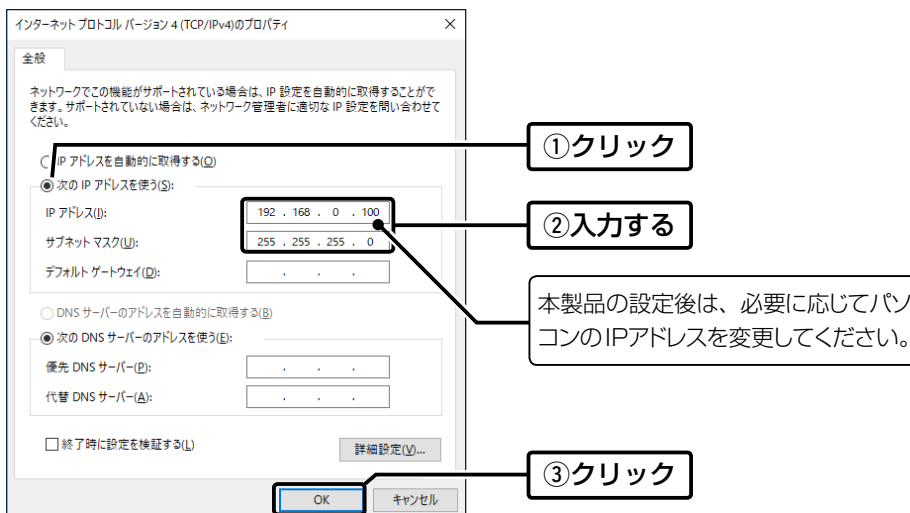 インターネット プロトコル バージョン 4 (TCP/IPv4)のプロパティ
全般
ネットワークでこの機能がサポートされている場合は、IP 設定を自動的に取得することがで
きます。サポートされていない場合は、ネットワーク管理者に適切な IP 設定を問い合わせて
ください。
IP アドレスを自動的に取得する(O)
次の IP アドレスを使う(S):
IP アドレス(I): 192 . 168 . 0 . 100
サブネット マスク(U): 255 . 255 . 255 . 0
デフォルト ゲートウェイ(D): . . .
DNS サーバーのアドレスを自動的に取得する(B)
次の DNS サーバーのアドレスを使う(E):
優先 DNS サーバー(P): . . .
代替 DNS サーバー(A): . . .
終了時に設定を検証する(L)
詳細設定(V)...
OK キャンセル
①クリック
②入力する
本製品の設定後は、必要に応じてパソ
コンのIPアドレスを変更してください。
③クリック